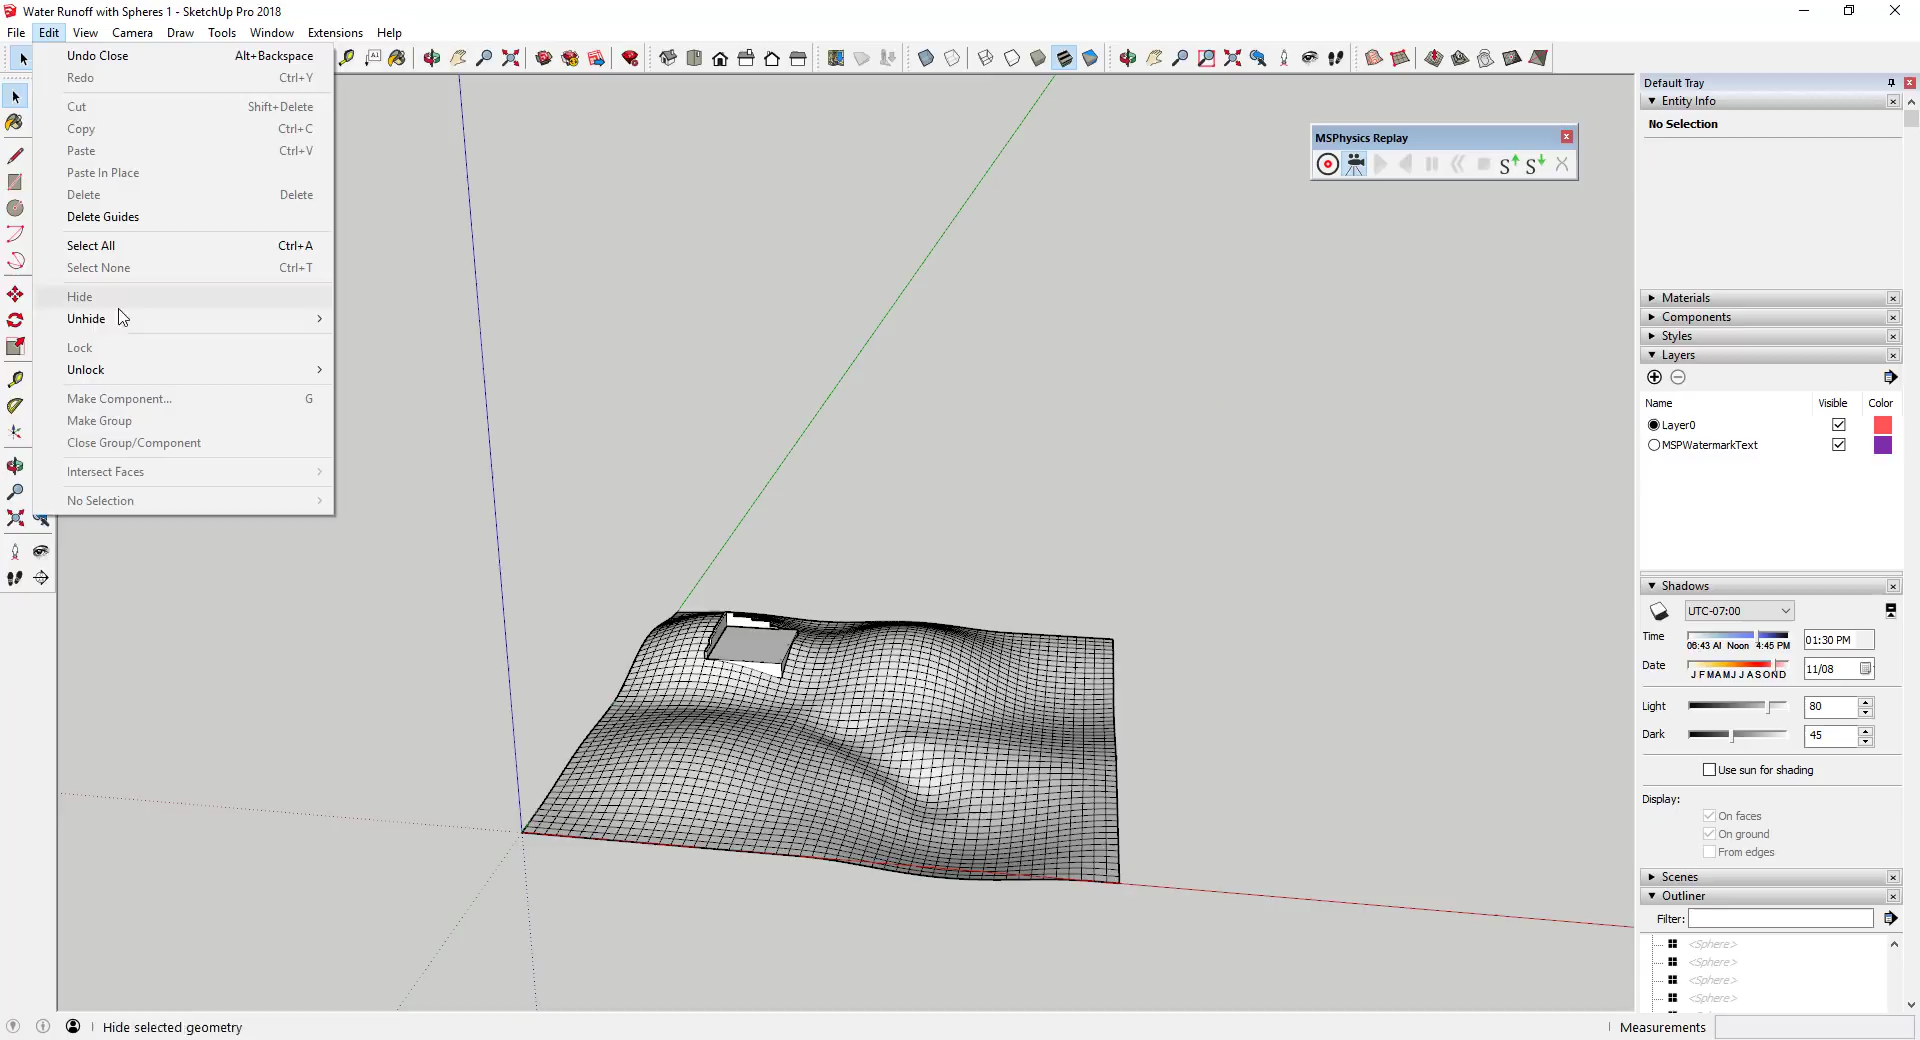 Water Runoff with Spheres 1 - SketchUp Pro 2018
File Edit View Camera Draw Tools Window Extensions Help
Undo Close Alt+Backspace
Redo Ctrl+Y
Cut Shift+Delete
Copy Ctrl+C
Paste Ctrl+V
Paste In Place
Delete Delete
Delete Guides
Select All Ctrl+A
Select None Ctrl+T
Hide
Unhide
Lock
Unlock
Make Component... G
Make Group
Close Group/Component
Intersect Faces
No Selection
MSPhysics Replay
Default Tray
Entity Info
No Selection
Materials
Components
Styles
Layers
Name Visible Color
Layer0
MSPWatermarkText
Shadows
UTC-07:00
Time 06:43 AI Noon 4:45 PM 01:30 PM
Date J F M A M J J A S O N D 11/08
Light 80
Dark 45
Use sun for shading
Display:
On faces
On ground
From edges
Scenes
Outliner
Filter:
<Sphere>
<Sphere>
<Sphere>
<Sphere>
Hide selected geometry
Measurements